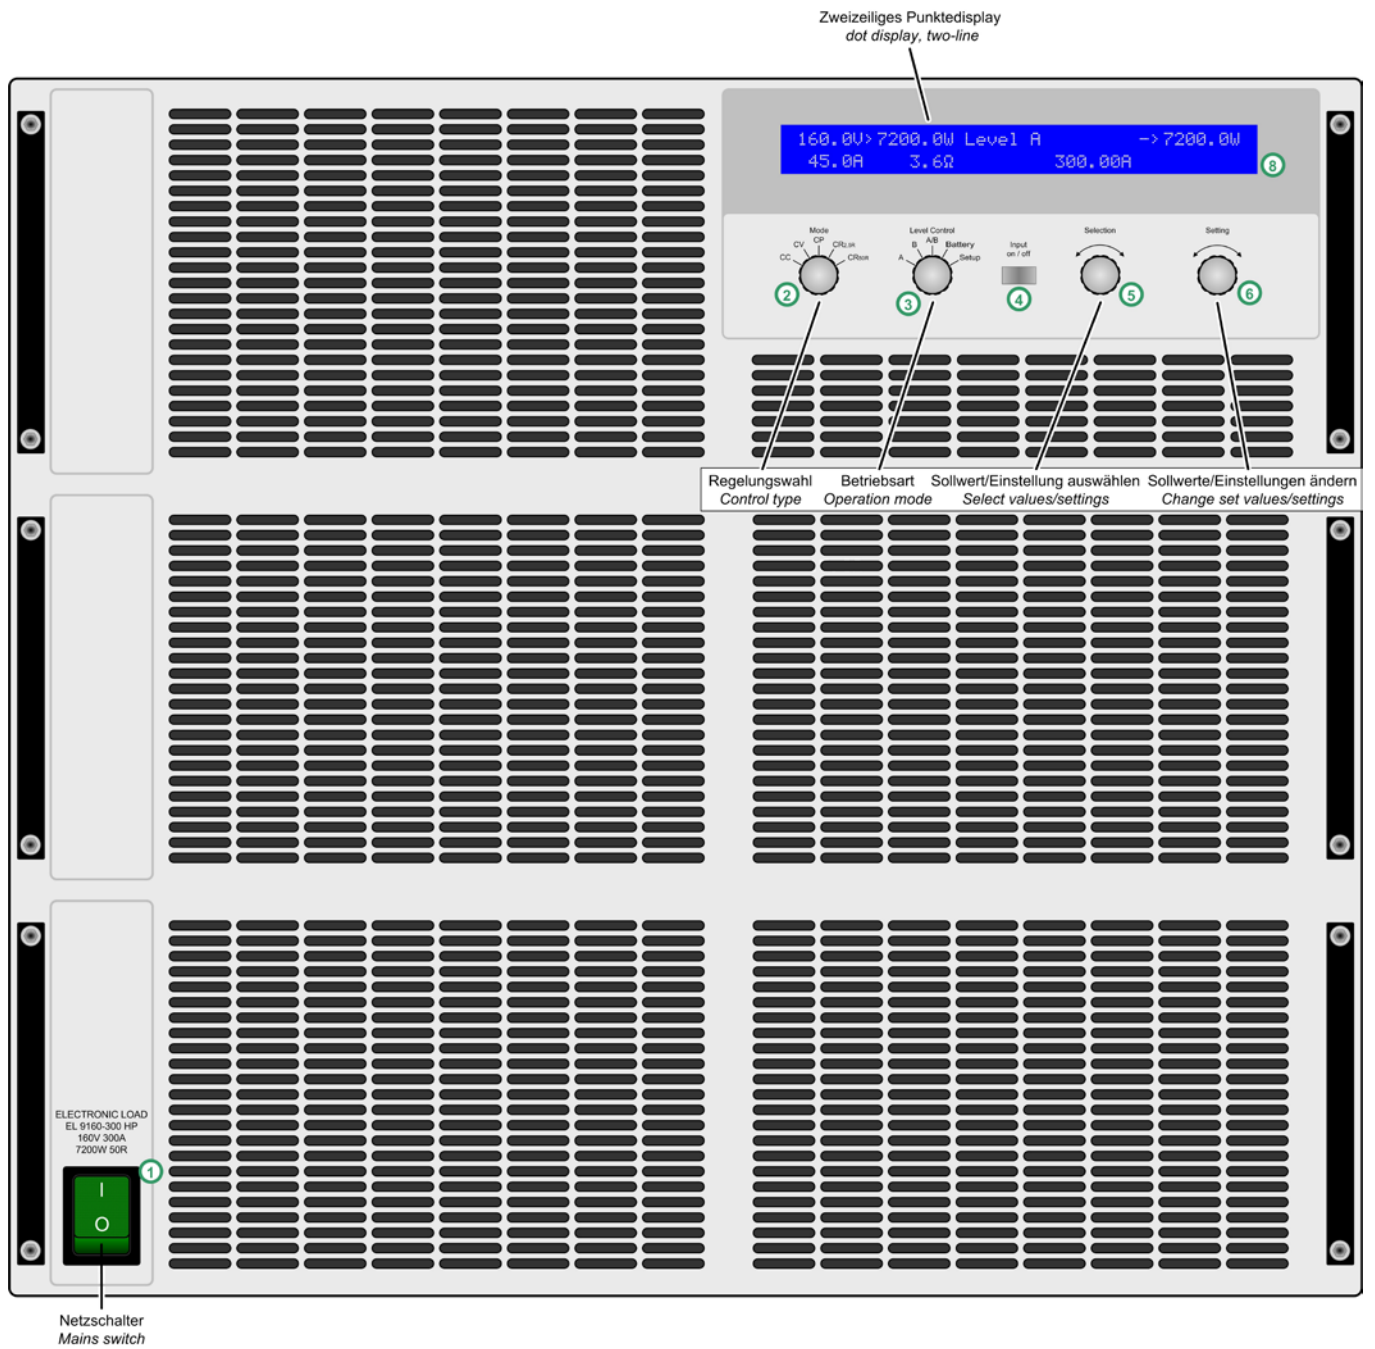 Zweizeiliges Punktedisplay
dot display, two-line
160.0V>7200.0W Level A ->7200.0W
45.0A 3.6Ω 300.00A
8
Mode
CC CV CP CR2,5R CR50R
Level Control
A B A/B Battery Setup
Input
on / off
Selection
Setting
2
3
4
5
6
Regelungswahl
Control type
Betriebsart
Operation mode
Sollwert/Einstellung auswählen
Select values/settings
Sollwerte/Einstellungen ändern
Change set values/settings
ELECTRONIC LOAD
EL 9160-300 HP
160V 300A
7200W 50R
1
I
O
Netzschalter
Mains switch